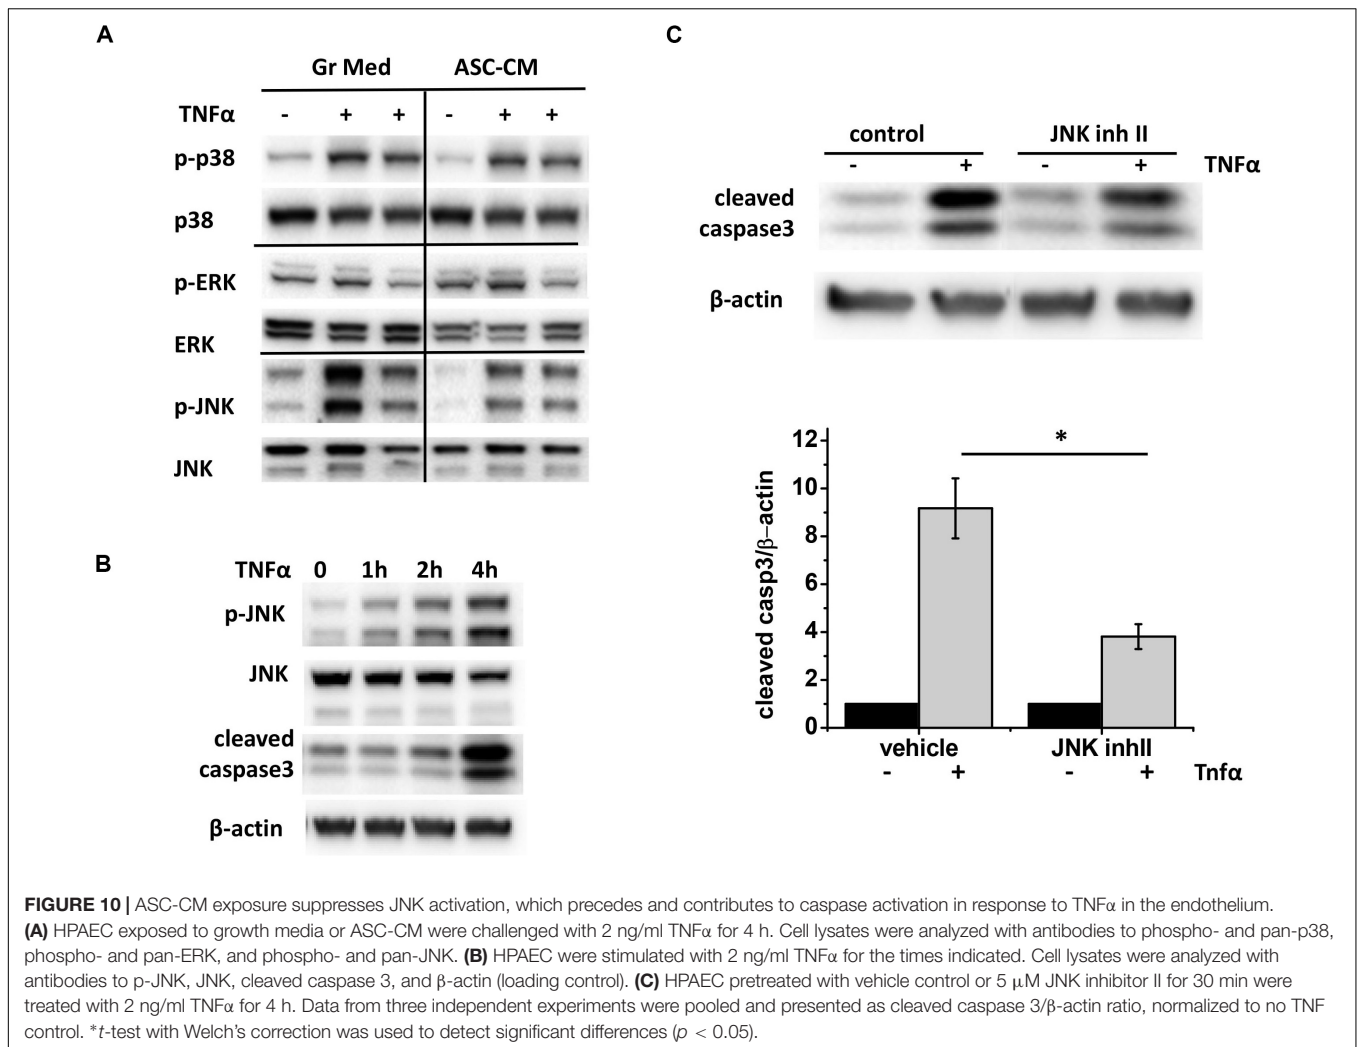 A
Gr Med ASC-CM
TNFα - + + - + +
p-p38
p38
p-ERK
ERK
p-JNK
JNK
B
TNFα 0 1h 2h 4h
p-JNK
JNK
cleaved
caspase3
β-actin
C
control JNK inh II
- + - + TNFα
cleaved
caspase3
β-actin
12
10
8
6
4
2
0
cleaved casp3/β-actin
*
vehicle JNK inhII
- + - + Tnfα
FIGURE 10 | ASC-CM exposure suppresses JNK activation, which precedes and contributes to caspase activation in response to TNFα in the endothelium.
(A) HPAEC exposed to growth media or ASC-CM were challenged with 2 ng/ml TNFα for 4 h. Cell lysates were analyzed with antibodies to phospho- and pan-p38,
phospho- and pan-ERK, and phospho- and pan-JNK. (B) HPAEC were stimulated with 2 ng/ml TNFα for the times indicated. Cell lysates were analyzed with
antibodies to p-JNK, JNK, cleaved caspase 3, and β-actin (loading control). (C) HPAEC pretreated with vehicle control or 5 μM JNK inhibitor II for 30 min were
treated with 2 ng/ml TNFα for 4 h. Data from three independent experiments were pooled and presented as cleaved caspase 3/β-actin ratio, normalized to no TNF
control. *t-test with Welch's correction was used to detect significant differences (p < 0.05).